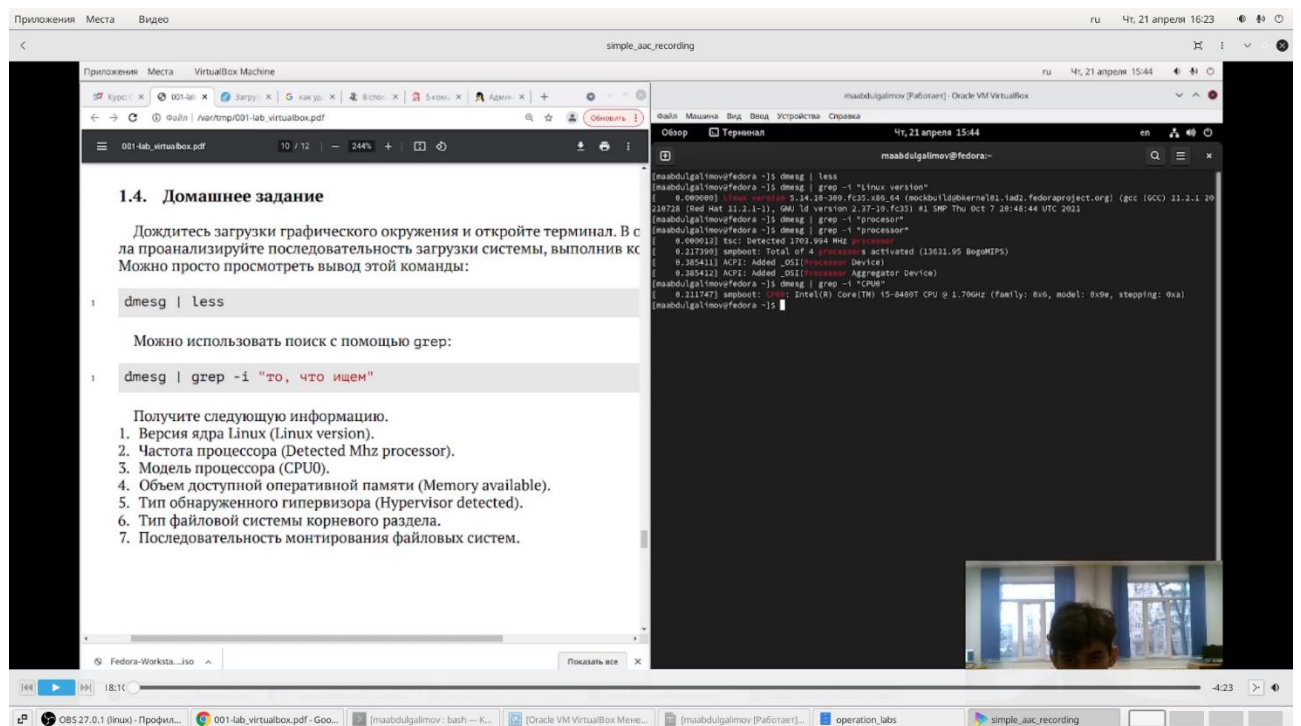 Приложения Места Видео
ru Чт, 21 апреля 16:23
simple_aac_recording
Приложения Места VirtualBox Machine
ru Чт, 21 апреля 15:44
001-lab
Файл /var/tmp/001-lab_virtualbox.pdf
Обновить
001-lab_virtualbox.pdf 10 / 12 244%
1.4. Домашнее задание
Дождитесь загрузки графического окружения и откройте терминал. В о
ла проанализируйте последовательность загрузки системы, выполнив ко
Можно просто просмотреть вывод этой команды:
1 dmesg | less
Можно использовать поиск с помощью grep:
1 dmesg | grep -i "то, что ищем"
Получите следующую информацию.
1. Версия ядра Linux (Linux version).
2. Частота процессора (Detected Mhz processor).
3. Модель процессора (CPU0).
4. Объем доступной оперативной памяти (Memory available).
5. Тип обнаруженного гипервизора (Hypervisor detected).
6. Тип файловой системы корневого раздела.
7. Последовательность монтирования файловых систем.
Fedora-Worksta....iso
Показать все
maabdulgalimov [Работает] - Oracle VM VirtualBox
Файл Машина Вид Ввод Устройства Справка
Обзор Терминал Чт, 21 апреля 15:44 en
maabdulgalimov@fedora:~
[maabdulgalimov@fedora ~]$ dmesg | less
[maabdulgalimov@fedora ~]$ dmesg | grep -i "Linux version"
[ 0.000000] Linux version 5.14.10-300.fc35.x86_64 (mockbuild@bkernel01.iad2.fedoraproject.org) (gcc (GCC) 11.2.1 20
210728 (Red Hat 11.2.1-1), GNU ld version 2.37-10.fc35) #1 SMP Thu Oct 7 20:48:44 UTC 2021
[maabdulgalimov@fedora ~]$ dmesg | grep -i "procesor"
[maabdulgalimov@fedora ~]$ dmesg | grep -i "processor"
[ 0.000013] tsc: Detected 1703.994 MHz processor
[ 0.217390] smpboot: Total of 4 processors activated (13631.95 BogoMIPS)
[ 0.385411] ACPI: Added _OSI(Processor Device)
[ 0.385412] ACPI: Added _OSI(Processor Aggregator Device)
[maabdulgalimov@fedora ~]$ dmesg | grep -i "CPU0"
[ 0.211747] smpboot: CPU0: Intel(R) Core(TM) i5-8400T CPU @ 1.70GHz (family: 0x6, model: 0x9e, stepping: 0xa)
[maabdulgalimov@fedora ~]$
-4:23
OBS 27.0.1 (linux) - Профил... 001-lab_virtualbox.pdf - Goo... [maabdulgalimov : bash — K... [Oracle VM VirtualBox Мене... [maabdulgalimov [Работает]... operation_labs simple_aac_recording